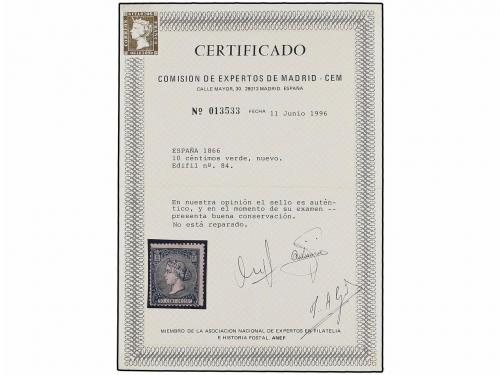 CERTIFICADO
COMISION DE EXPERTOS DE MADRID - CEM
CALLE MAYOR, 30. 28013 MADRID. ESPAÑA
Nº 013533 FECHA 11 Junio 1996
ESPAÑA 1866
10 céntimos verde, nuevo.
Edifil nº. 84.
En nuestra opinión el sello es autén-
tico, y en el momento de su examen --
presenta buena conservación.
No está reparado.
MIEMBRO DE LA ASOCIACION NACIONAL DE EXPERTOS EN FILATELIA
E HISTORIA POSTAL. ANEF